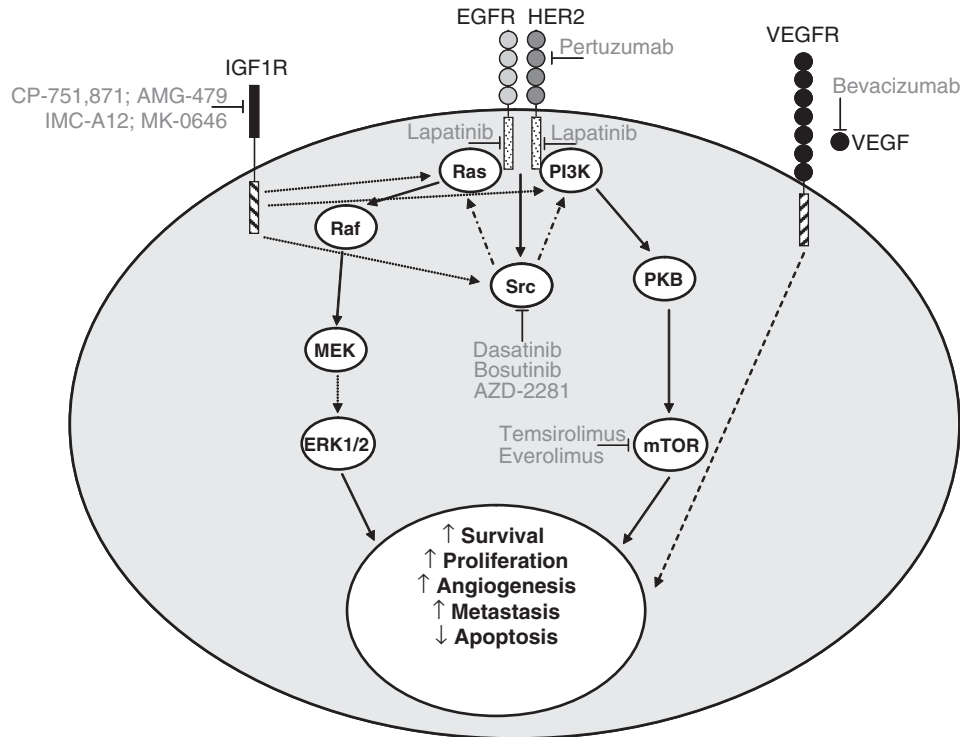 EGFR HER2
Pertuzumab
VEGFR
IGF1R
CP-751,871; AMG-479
IMC-A12; MK-0646
Bevacizumab
VEGF
Lapatinib
Lapatinib
Ras
PI3K
Raf
Src
PKB
MEK
Dasatinib
Bosutinib
AZD-2281
ERK1/2
Temsirolimus
Everolimus
mTOR
↑ Survival
↑ Proliferation
↑ Angiogenesis
↑ Metastasis
↓ Apoptosis